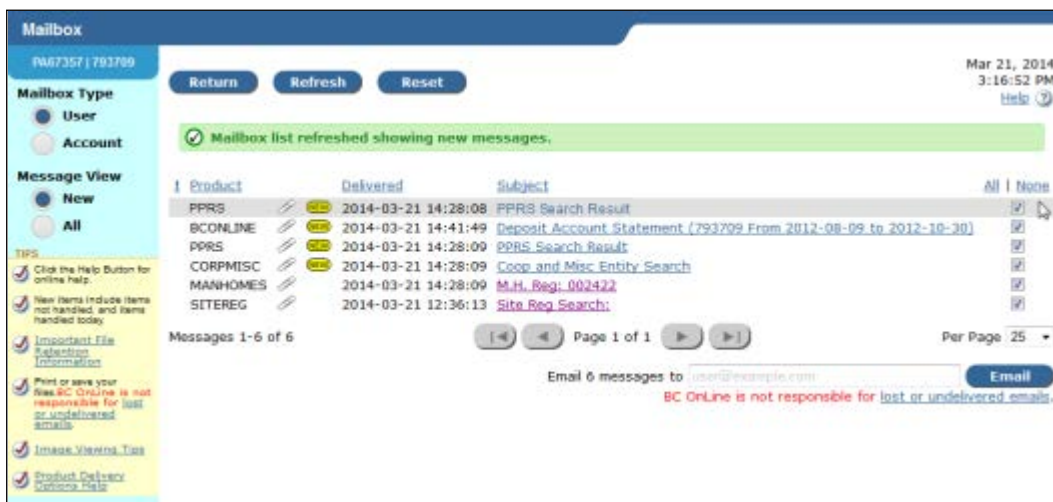 Mailbox
PA67357 | 793709
Mailbox Type
User
Account
Message View
New
All
TIPS
Click the Help Button for
online help.
New items include items
not handled, and items
handled today.
Important File
Retention
Information
Print or save your
files. BC OnLine is not
responsible for lost
or undelivered
emails.
Image Viewing Tips
Product Delivery
Options Help
Return Refresh Reset
Mar 21, 2014
3:16:52 PM
Help ?
Mailbox list refreshed showing new messages.
! Product Delivered Subject All | None
PPRS NEW 2014-03-21 14:28:08 PPRS Search Result
BCONLINE NEW 2014-03-21 14:41:49 Deposit Account Statement (793709 From 2012-08-09 to 2012-10-30)
PPRS NEW 2014-03-21 14:28:09 PPRS Search Result
CORPMISC NEW 2014-03-21 14:28:09 Coop and Misc Entity Search
MANHOMES 2014-03-21 14:28:09 M.H. Reg: 002422
SITEREG 2014-03-21 12:36:13 Site Reg Search:
Messages 1-6 of 6 Page 1 of 1 Per Page 25
Email 6 messages to user@example.com Email
BC OnLine is not responsible for lost or undelivered emails.